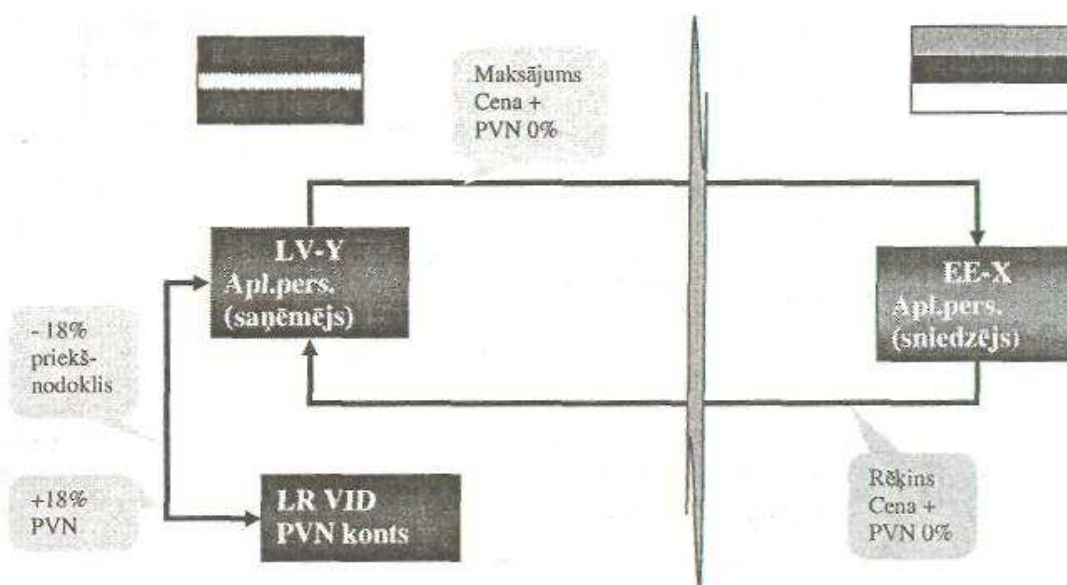 Maksājums
Cena +
PVN 0%
LV-Y
Apl.pers.
(saņēmējs)
EE-X
Apl.pers.
(sniedzējs)
- 18%
priekš-
nodoklis
+18%
PVN
LR VID
PVN konts
Rēķins
Cena +
PVN 0%